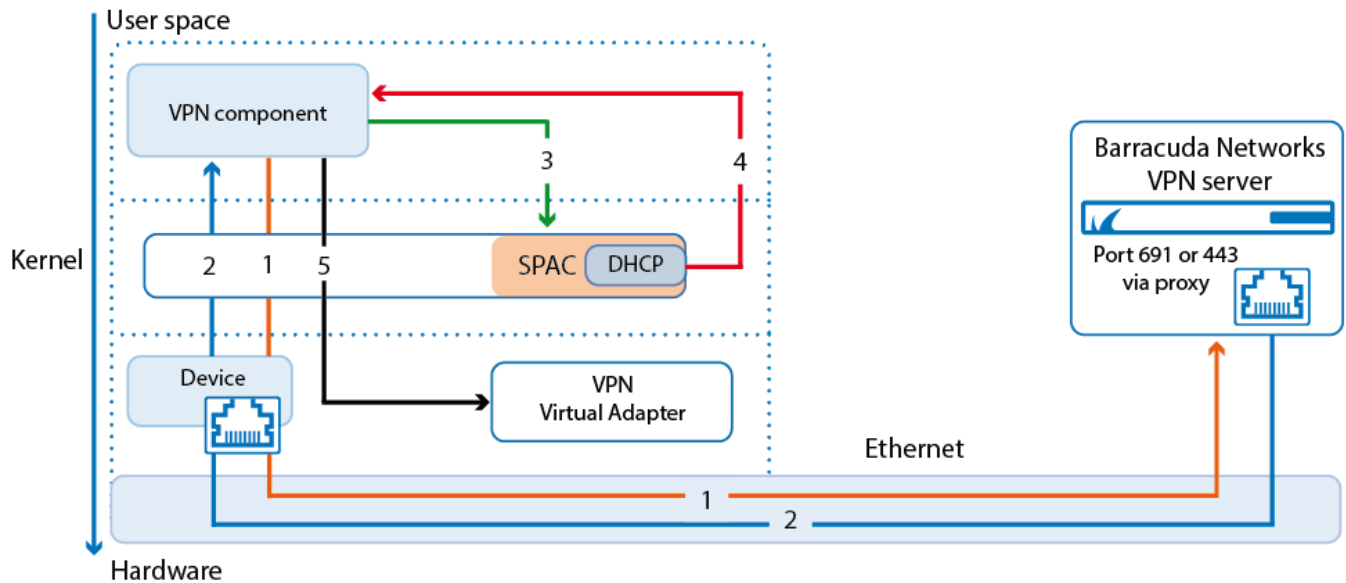 User space
VPN component
3
4
Barracuda Networks
VPN server
Kernel
2
1
5
SPAC
DHCP
Port 691 or 443
via proxy
Device
VPN
Virtual Adapter
Ethernet
1
2
Hardware